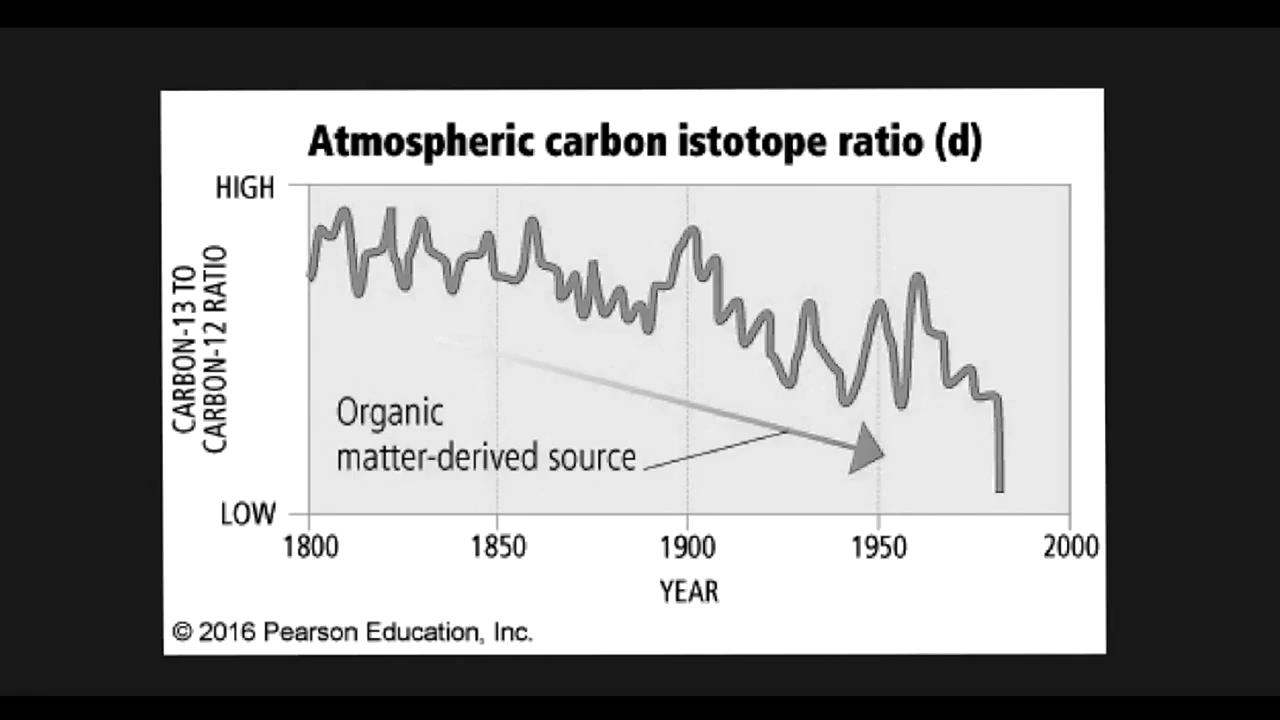 Atmospheric carbon istotope ratio (d)
HIGH
CARBON-13 TO
CARBON-12 RATIO
Organic
matter-derived source
LOW
1800 1850 1900 1950 2000
YEAR
© 2016 Pearson Education, Inc.